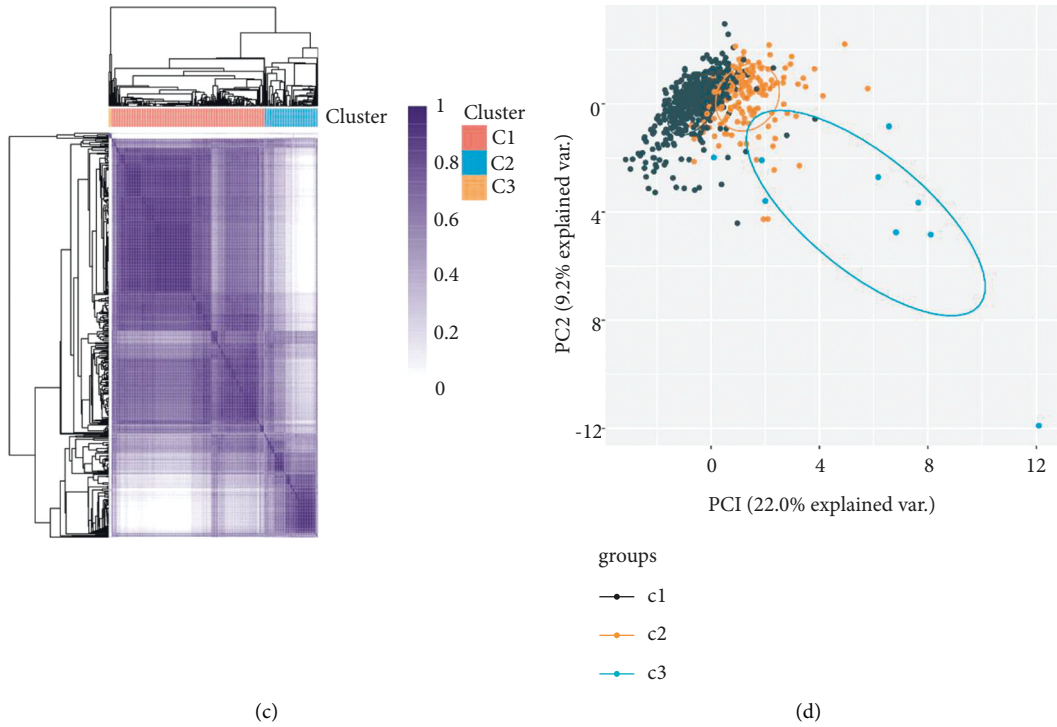 Cluster
1
0.8
0.6
0.4
0.2
0
Cluster
C1
C2
C3
(c)
PC2 (9.2% explained var.)
0
4
8
-12
0
4
8
12
PCI (22.0% explained var.)
groups
c1
c2
c3
(d)